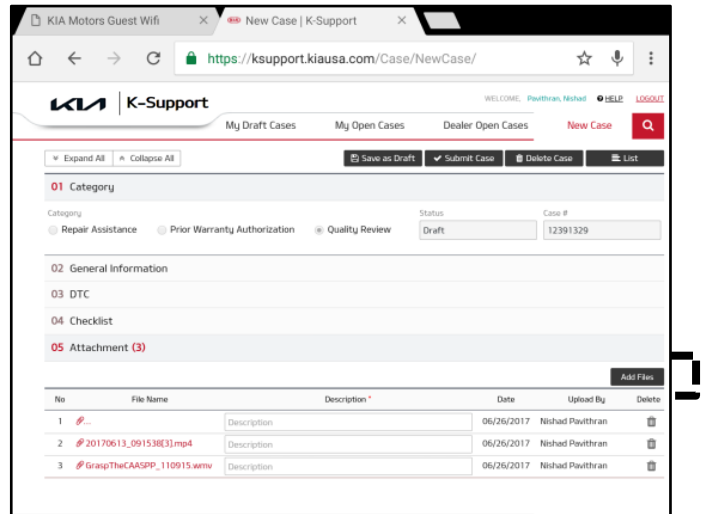 KIA Motors Guest Wifi
New Case | K-Support
https://ksupport.kiausa.com/Case/NewCase/
KIA K-Support
WELCOME, Pavithran, Nishad HELP LOGOUT
My Draft Cases My Open Cases Dealer Open Cases New Case
Expand All Collapse All Save as Draft Submit Case Delete Case List
01 Category
Category Status Case #
Repair Assistance Prior Warranty Authorization Quality Review Draft 12391329
02 General Information
03 DTC
04 Checklist
05 Attachment (3)
Add Files
No File Name Description * Date Upload By Delete
1 ... Description 06/26/2017 Nishad Pavithran
2 20170613_091538[3].mp4 Description 06/26/2017 Nishad Pavithran
3 GraspTheCAASPP_110915.wmv Description 06/26/2017 Nishad Pavithran